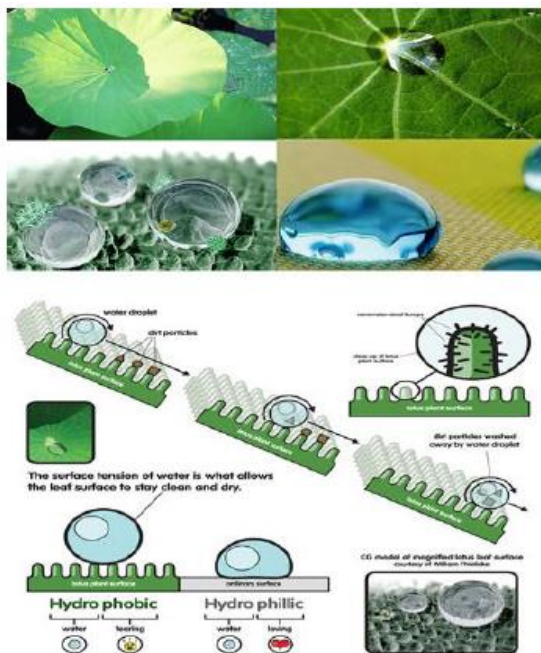 water droplet
dirt particles
lotus plant surface
nanometer-sized bumps
close up of lotus
plant surface
lotus plant surface
lotus plant surface
dirt particles washed
away by water droplet
lotus plant surface
The surface tension of water is what allows
the leaf surface to stay clean and dry.
lotus plant surface
ordinary surface
Hydro phobic
Hydro phillic
water
fearing
water
loving
CG model of magnified lotus leaf surface
courtesy of William Thielicke